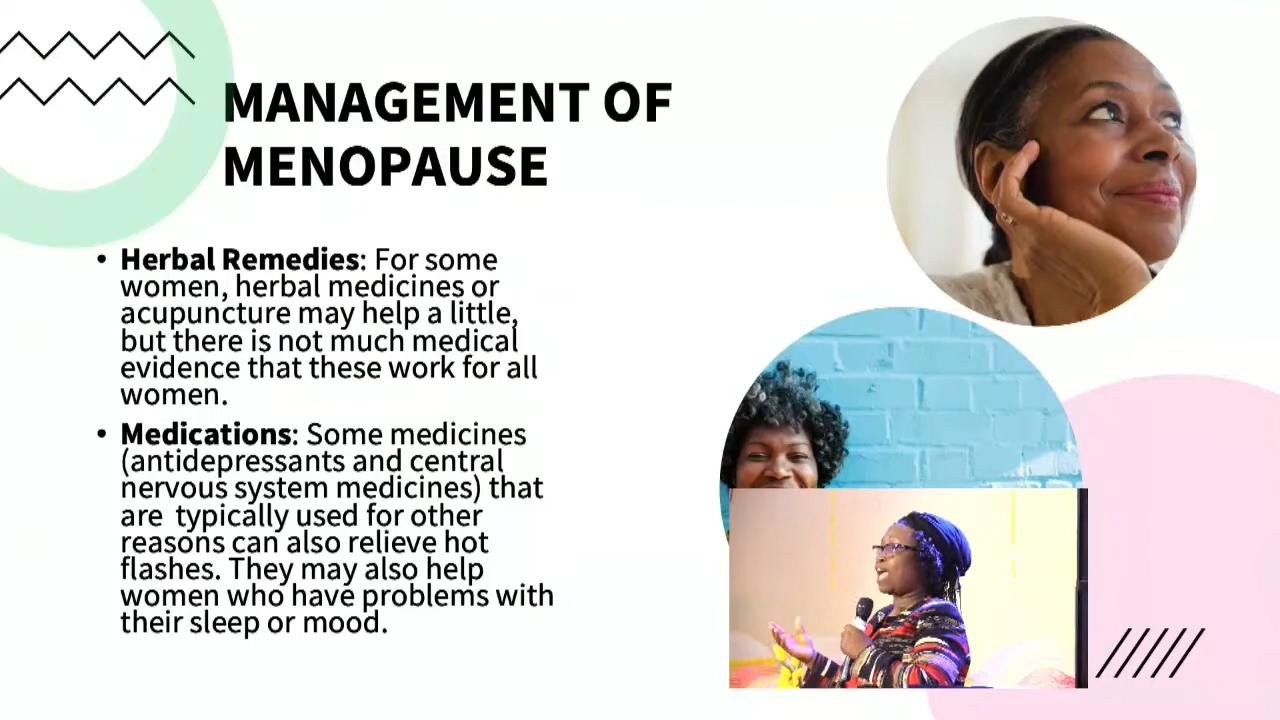 MANAGEMENT OF
MENOPAUSE
• Herbal Remedies: For some
women, herbal medicines or
acupuncture may help a little,
but there is not much medical
evidence that these work for all
women.
• Medications: Some medicines
(antidepressants and central
nervous system medicines) that
are  typically used for other
reasons can also relieve hot
flashes. They may also help
women who have problems with
their sleep or mood.